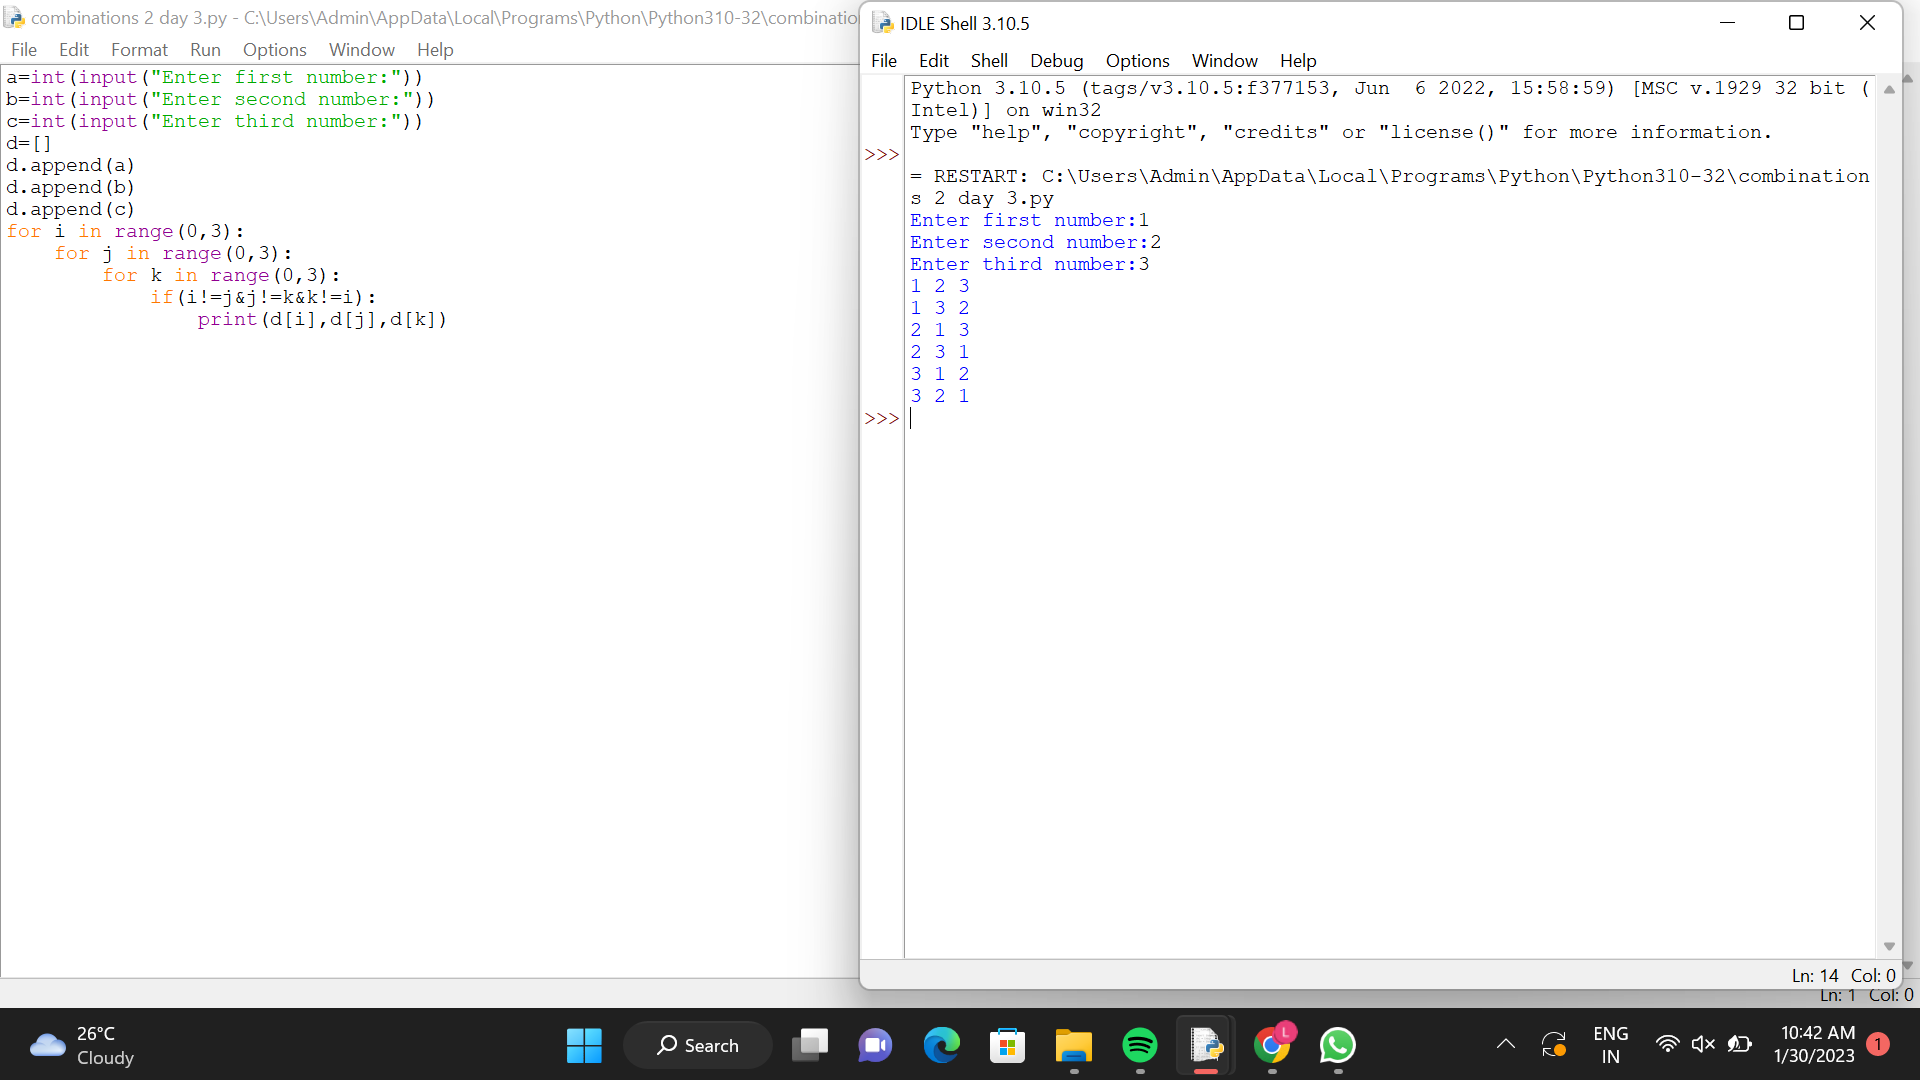 combinations 2 day 3.py - C:\Users\Admin\AppData\Local\Programs\Python\Python310-32\combinatio
File Edit Format Run Options Window Help
a=int(input("Enter first number:"))
b=int(input("Enter second number:"))
c=int(input("Enter third number:"))
d=[]
d.append(a)
d.append(b)
d.append(c)
for i in range(0,3):
    for j in range(0,3):
        for k in range(0,3):
            if(i!=j&j!=k&k!=i):
                print(d[i],d[j],d[k])
IDLE Shell 3.10.5
File Edit Shell Debug Options Window Help
Python 3.10.5 (tags/v3.10.5:f377153, Jun  6 2022, 15:58:59) [MSC v.1929 32 bit (
Intel)] on win32
Type "help", "copyright", "credits" or "license()" for more information.
>>>
= RESTART: C:\Users\Admin\AppData\Local\Programs\Python\Python310-32\combination
s 2 day 3.py
Enter first number:1
Enter second number:2
Enter third number:3
1 2 3
1 3 2
2 1 3
2 3 1
3 1 2
3 2 1
>>>
Ln: 14 Col: 0
Ln: 1 Col: 0
26°C
Cloudy
Search
L
ENG
IN
10:42 AM
1/30/2023
1